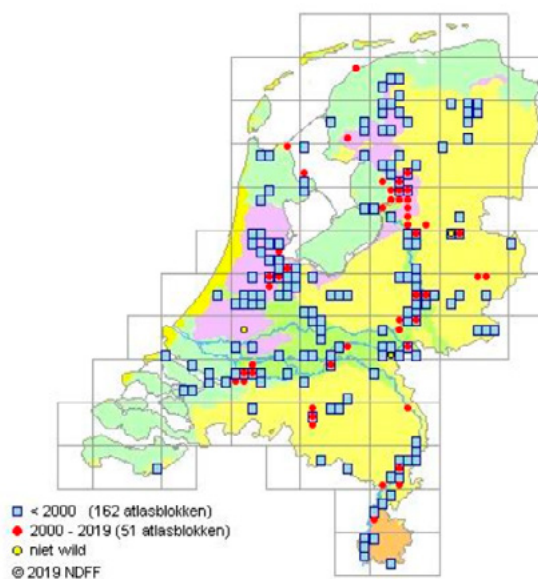 < 2000 (162 atlasblokken)
2000 - 2019 (51 atlasblokken)
niet wild
© 2019 NDFF